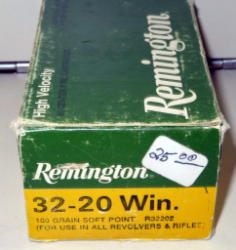 High Velocity
Remington
25.00
Remington
32-20 Win.
100 GRAIN SOFT POINT R32202
(FOR USE IN ALL REVOLVERS & RIFLES)